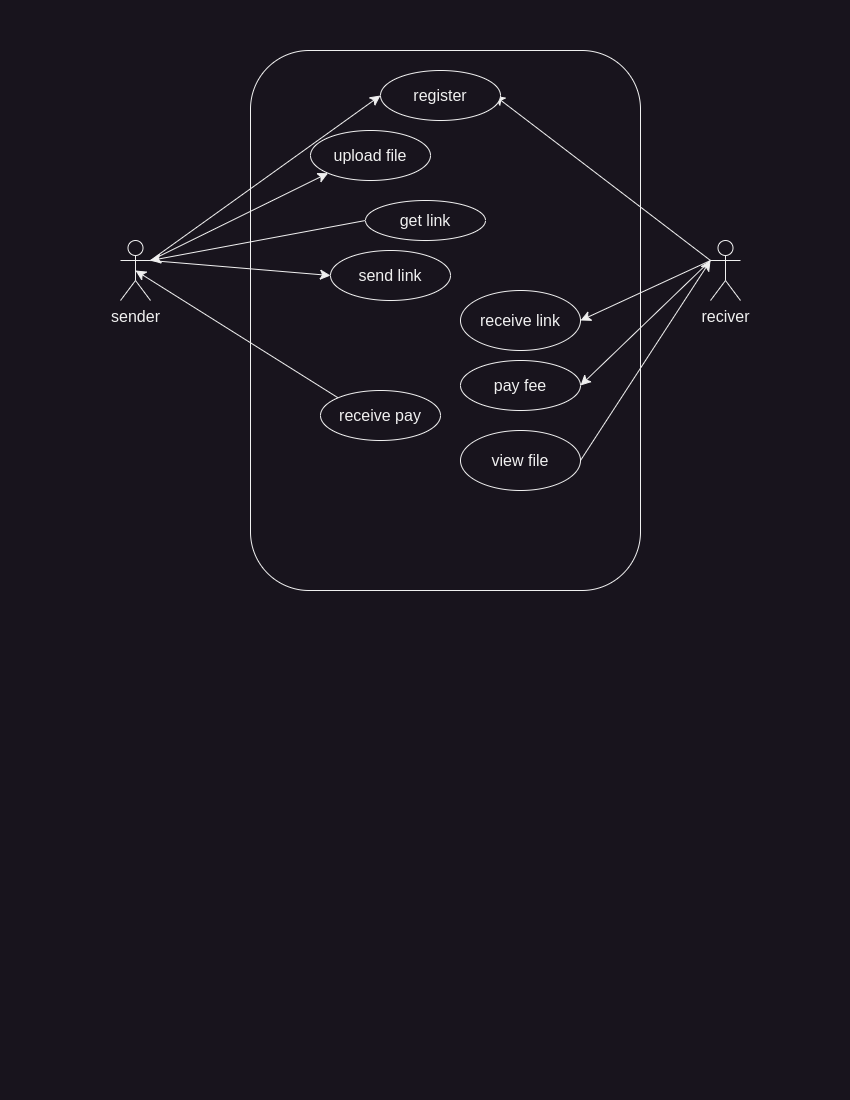 register
upload file
get link
send link
sender
receive link
reciver
pay fee
receive pay
view file